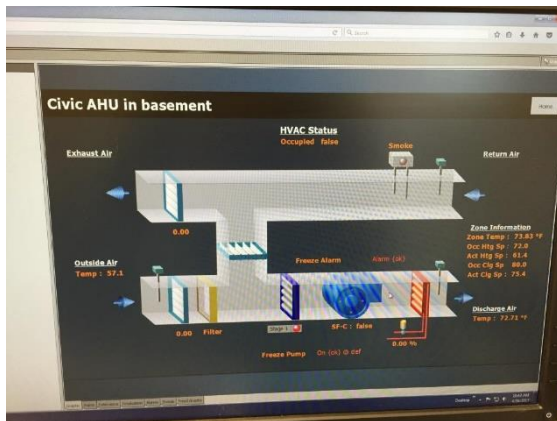 Search
Civic AHU in basement
Home
HVAC Status
Occupied false
Smoke
Exhaust Air
Return Air
0.00
Zone Information
Zone Temp : 73.83 °F
Occ Htg Sp : 72.0
Act Htg Sp : 61.4
Occ Clg Sp : 80.0
Act Clg Sp : 75.4
Freeze Alarm
Alarm {ok}
Outside Air
Temp : 57.1
Discharge Air
Temp : 72.71 °F
0.00
Filter
Stage 1
SF-C : false
0.00 %
Freeze Pump
On {ok} @ def
Desktop